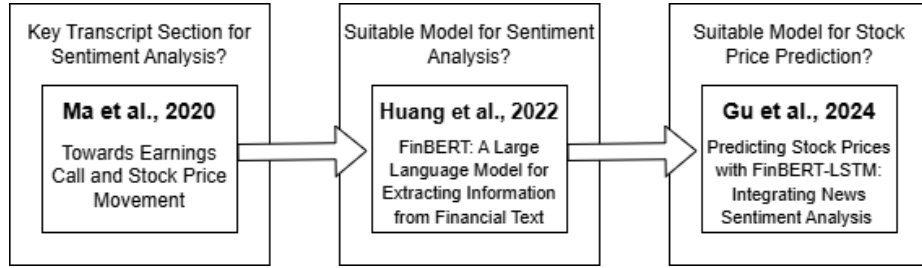 Key Transcript Section for
Sentiment Analysis?
Ma et al., 2020
Towards Earnings
Call and Stock Price
Movement
Suitable Model for Sentiment
Analysis?
Huang et al., 2022
FinBERT: A Large
Language Model for
Extracting Information
from Financial Text
Suitable Model for Stock
Price Prediction?
Gu et al., 2024
Predicting Stock Prices
with FinBERT-LSTM:
Integrating News
Sentiment Analysis